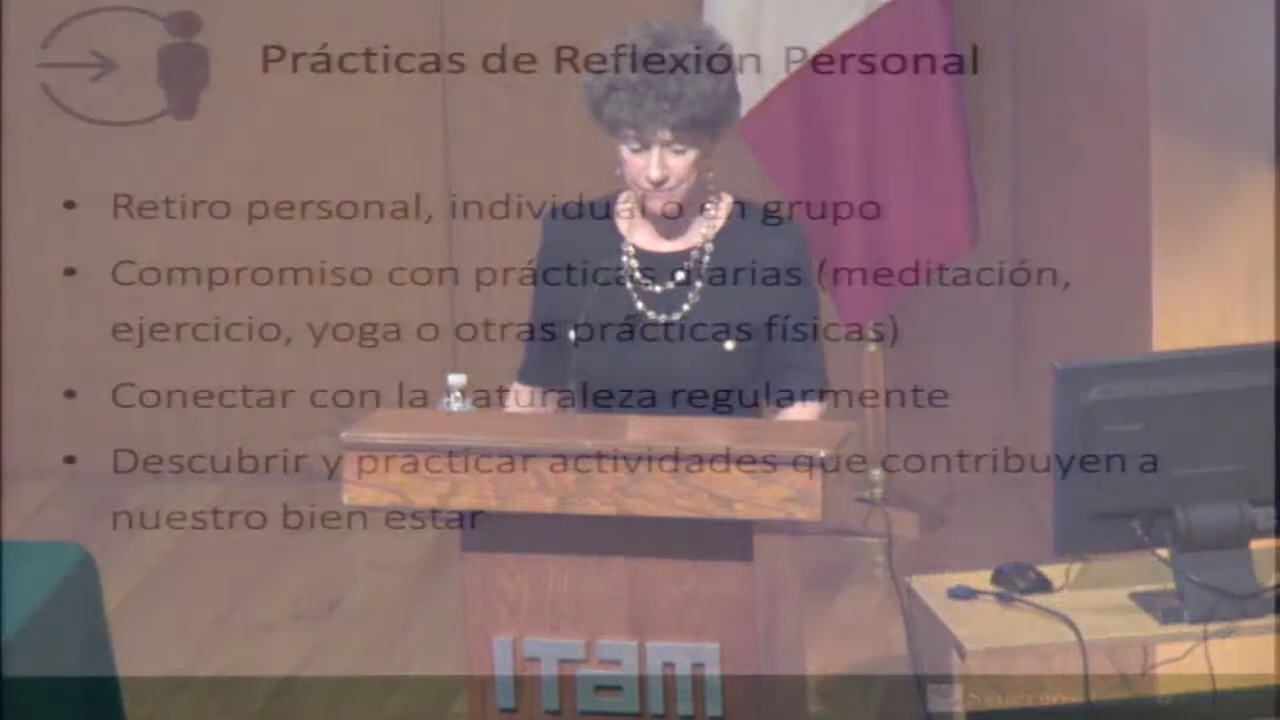 Prácticas de Reflexión Personal
• Retiro personal, individual o en grupo
• Compromiso con prácticas diarias (meditación,
ejercicio, yoga o otras prácticas físicas)
• Conectar con la naturaleza regularmente
• Descubrir y practicar actividades que contribuyen a
nuestro bien estar
ITAM